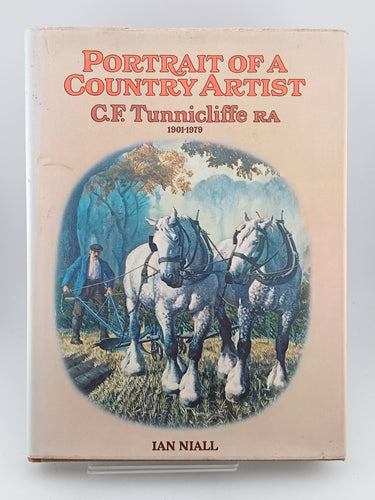 PORTRAIT OF A
COUNTRY ARTIST
C.F. Tunnicliffe RA
1901-1979
IAN NIALL